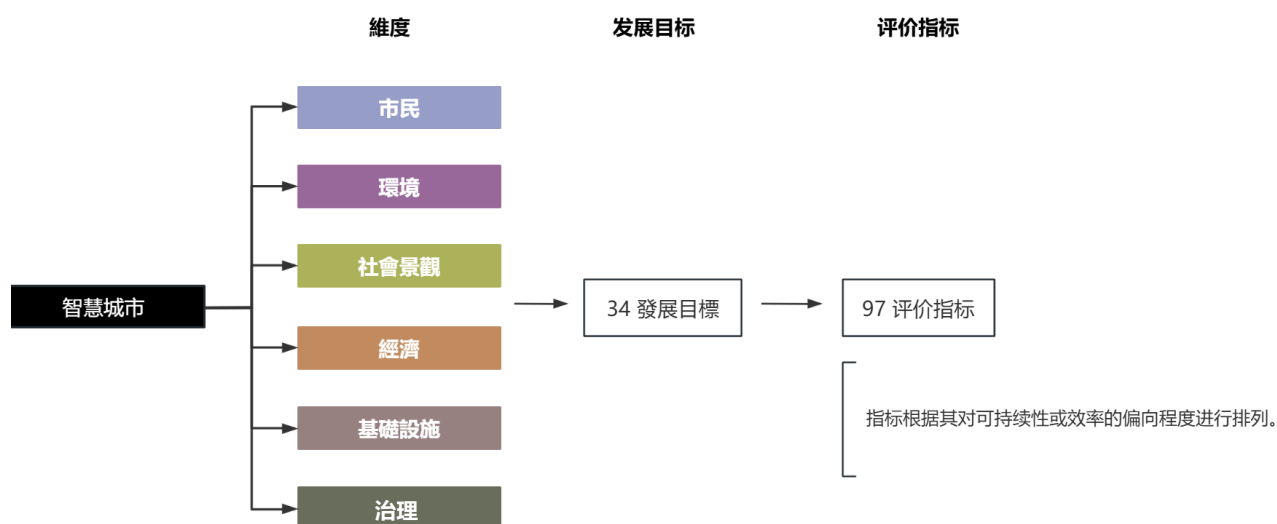 維度
发展目标
评价指标
市民
環境
社會景觀
經濟
基礎設施
治理
智慧城市
34 發展目標
97 评价指标
指标根据其对可持续性或效率的偏向程度进行排列。